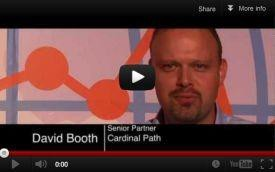 Share More info
David Booth
Senior Partner
Cardinal Path
0:00
YouTube